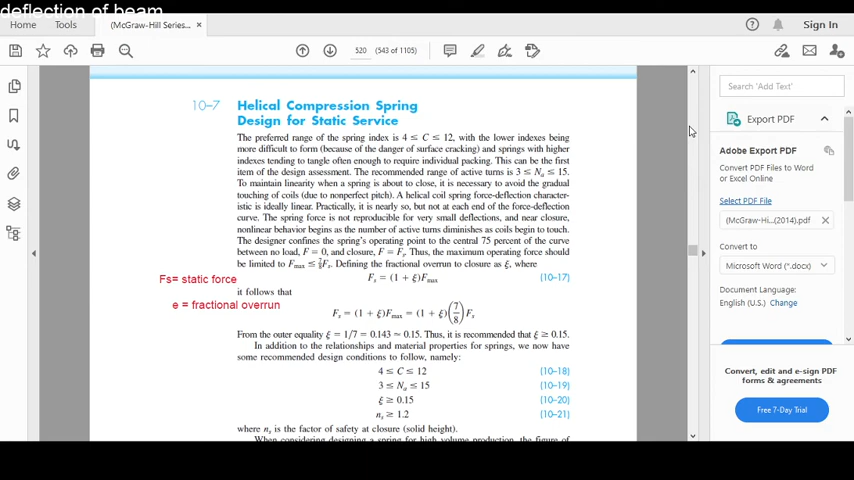 deflection of beam
Home Tools (McGraw-Hill Series... × Sign In
520 (543 of 1105)
Search 'Add Text'
10–7 Helical Compression Spring
Design for Static Service
The preferred range of the spring index is 4 ≤ C ≤ 12, with the lower indexes being
more difficult to form (because of the danger of surface cracking) and springs with higher
indexes tending to tangle often enough to require individual packing. This can be the first
item of the design assessment. The recommended range of active turns is 3 ≤ Na ≤ 15.
To maintain linearity when a spring is about to close, it is necessary to avoid the gradual
touching of coils (due to nonperfect pitch). A helical coil spring force-deflection character-
istic is ideally linear. Practically, it is nearly so, but not at each end of the force-deflection
curve. The spring force is not reproducible for very small deflections, and near closure,
nonlinear behavior begins as the number of active turns diminishes as coils begin to touch.
The designer confines the spring's operating point to the central 75 percent of the curve
between no load, F = 0, and closure, F = Fs. Thus, the maximum operating force should
be limited to Fmax ≤ 7/8 Fs. Defining the fractional overrun to closure as ξ, where
Fs = (1 + ξ)Fmax (10–17)
Fs= static force
it follows that
e = fractional overrun
Fs = (1 + ξ)Fmax = (1 + ξ)(7/8)Fs
From the outer equality ξ = 1/7 = 0.143 ≈ 0.15. Thus, it is recommended that ξ ≥ 0.15.
In addition to the relationships and material properties for springs, we now have
some recommended design conditions to follow, namely:
4 ≤ C ≤ 12 (10–18)
3 ≤ Na ≤ 15 (10–19)
ξ ≥ 0.15 (10–20)
ns ≥ 1.2 (10–21)
where ns is the factor of safety at closure (solid height).
When considering designing a spring for high volume production, the figure of
Export PDF
Adobe Export PDF
Convert PDF Files to Word
or Excel Online
Select PDF File
(McGraw-Hi...(2014).pdf ×
Convert to
Microsoft Word (*.docx)
Document Language:
English (U.S.) Change
Convert, edit and e-sign PDF
forms & agreements
Free 7-Day Trial